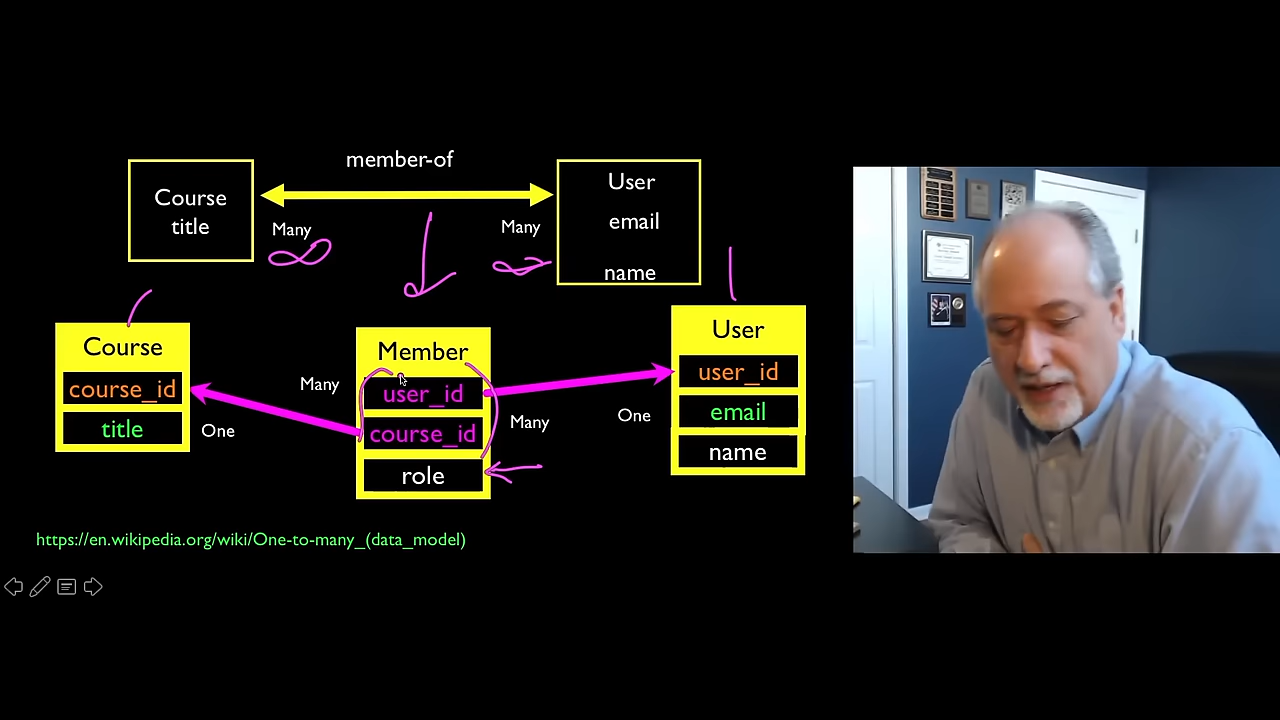 member-of
Course
title
Many
Many
User
email
name
Course
course_id
title
One
Many
Member
user_id
course_id
role
Many
One
User
user_id
email
name
https://en.wikipedia.org/wiki/One-to-many_(data_model)